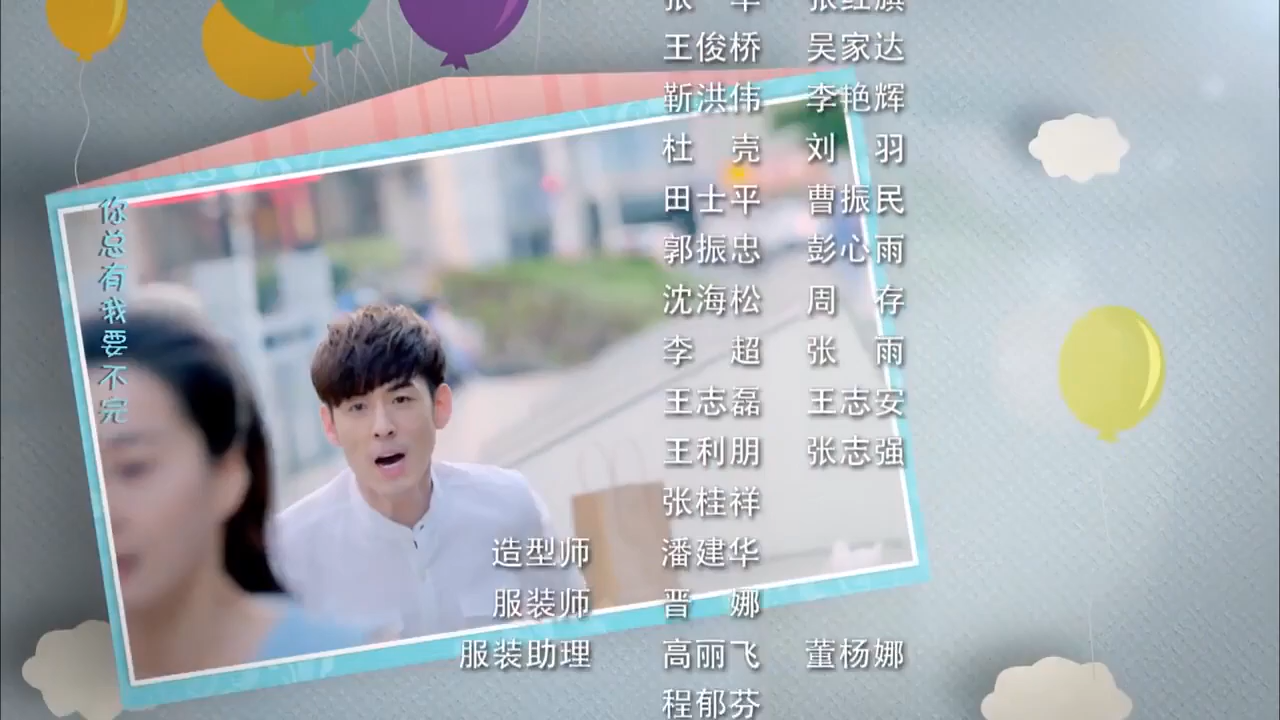 张红旗
王俊桥 吴家达
靳洪伟 李艳辉
杜 壳 刘 羽
田士平 曹振民
郭振忠 彭心雨
沈海松 周 存
李 超 张 雨
王志磊 王志安
王利朋 张志强
张桂祥
造型师 潘建华
服装师 晋 娜
服装助理 高丽飞 董杨娜
程郁芬
你总有我要不完